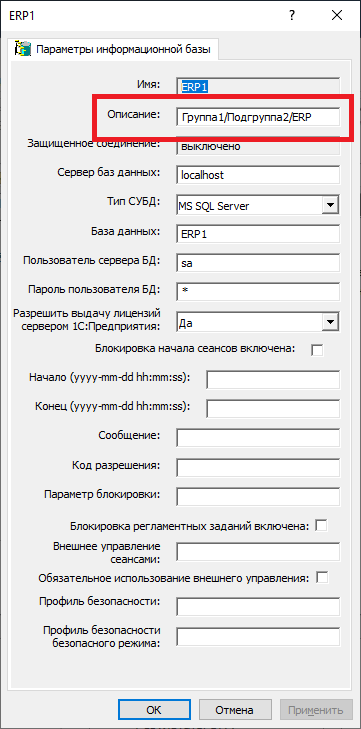 ERP1
Параметры информационной базы
Имя: ERP1
Описание: Группа1/Подгруппа2/ERP
Защищенное соединение: выключено
Сервер баз данных: localhost
Тип СУБД: MS SQL Server
База данных: ERP1
Пользователь сервера БД: sa
Пароль пользователя БД: *
Разрешить выдачу лицензий
сервером 1С:Предприятия: Да
Блокировка начала сеансов включена:
Начало (yyyy-mm-dd hh:mm:ss):
Конец (yyyy-mm-dd hh:mm:ss):
Сообщение:
Код разрешения:
Параметр блокировки:
Блокировка регламентных заданий включена:
Внешнее управление
сеансами:
Обязательное использование внешнего управления:
Профиль безопасности:
Профиль безопасности
безопасного режима:
ОК Отмена Применить